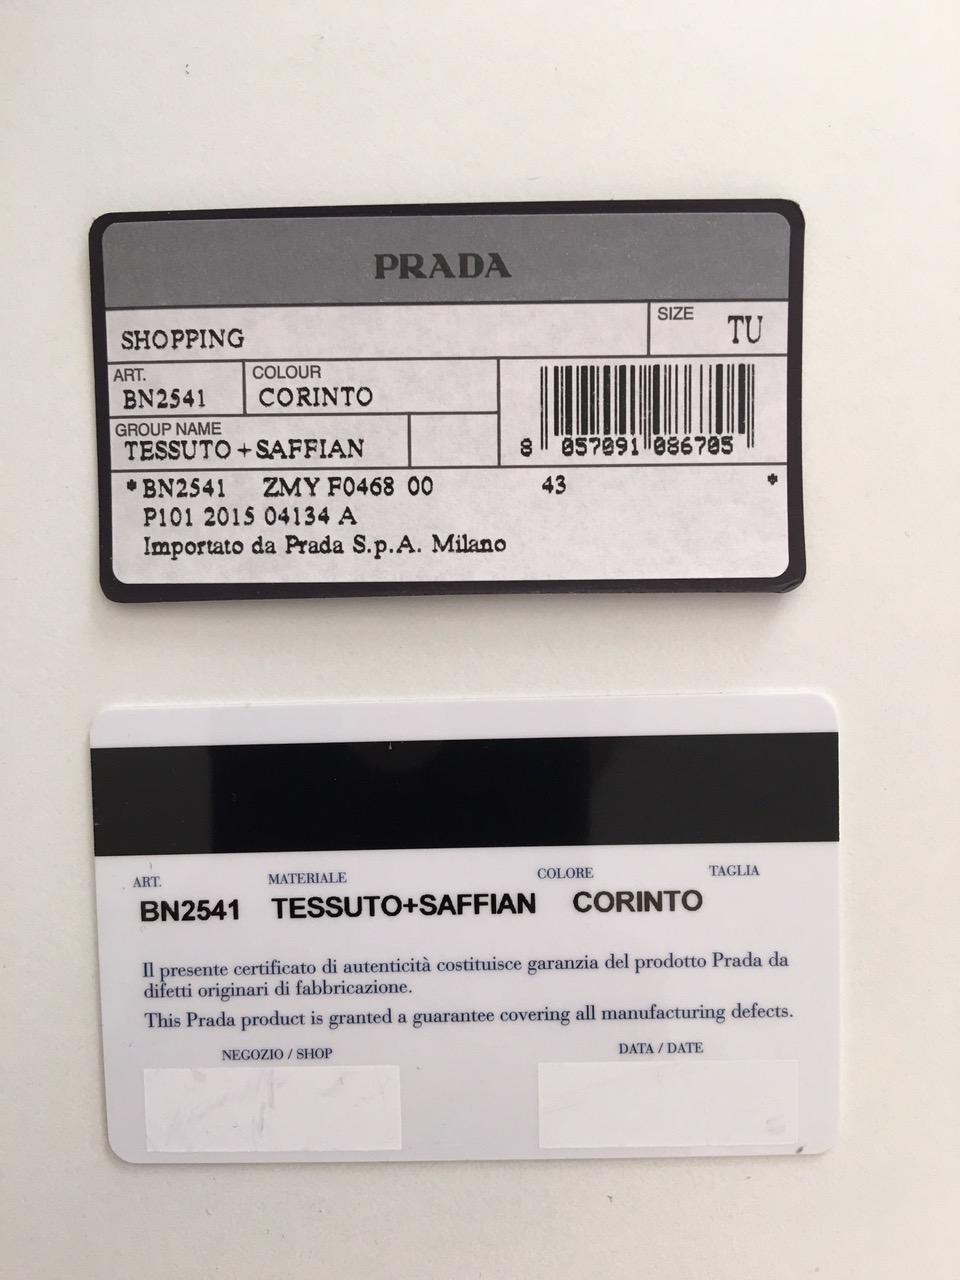 PRADA
SHOPPING
SIZE TU
ART. BN2541
COLOUR CORINTO
GROUP NAME
TESSUTO+SAFFIAN
8 057091 086705
*BN2541 ZMY F0468 00 43 *
P101 2015 04134 A
Importato da Prada S.p.A. Milano
ART. MATERIALE COLORE TAGLIA
BN2541 TESSUTO+SAFFIAN CORINTO
Il presente certificato di autenticità costituisce garanzia del prodotto Prada da
difetti originari di fabbricazione.
This Prada product is granted a guarantee covering all manufacturing defects.
NEGOZIO / SHOP DATA / DATE